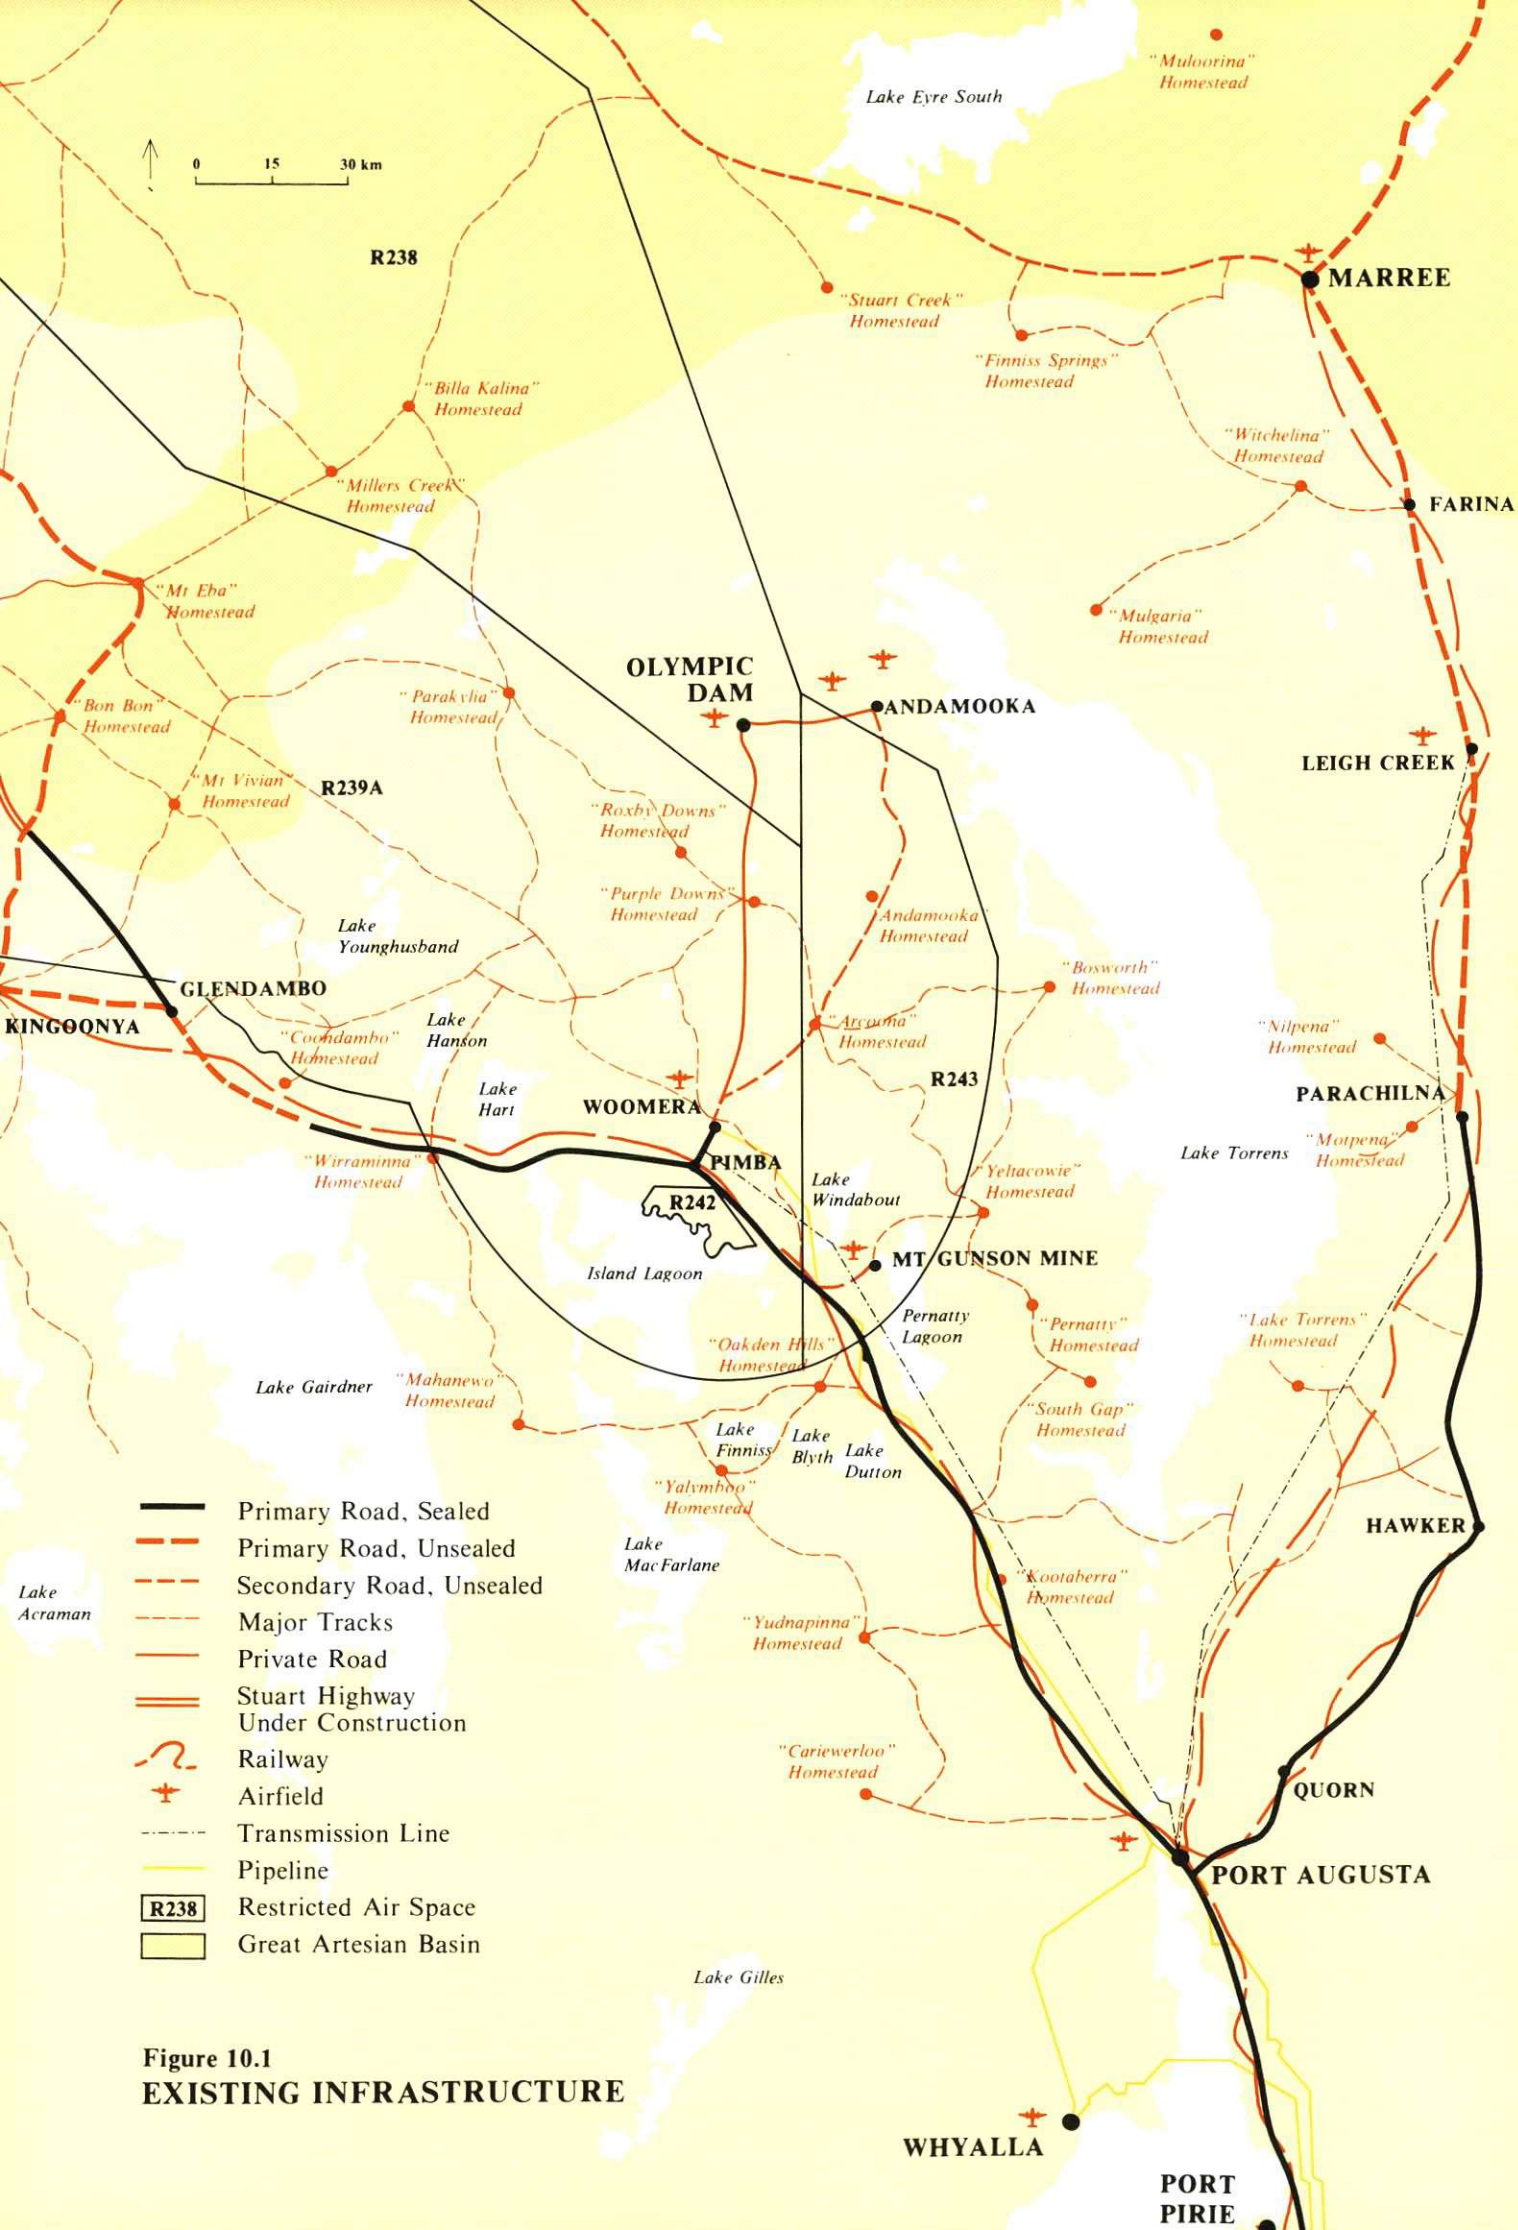 Lake Eyre South
"Muloorina"
Homestead
0 15 30 km
R238
MARREE
"Stuart Creek"
Homestead
"Finniss Springs"
Homestead
"Billa Kalina"
Homestead
"Witchelina"
Homestead
"Millers Creek"
Homestead
FARINA
"Mt Eba"
Homestead
"Mulgaria"
Homestead
OLYMPIC
DAM
"Parakylia"
Homestead
ANDAMOOKA
"Bon Bon"
Homestead
LEIGH CREEK
"Mt Vivian"
Homestead
R239A
"Roxby Downs"
Homestead
"Purple Downs"
Homestead
"Andamooka"
Homestead
Lake
Younghusband
"Bosworth"
Homestead
GLENDAMBO
KINGOONYA
"Coondambo"
Homestead
Lake
Hanson
"Arcoona"
Homestead
"Nilpena"
Homestead
Lake
Hart
R243
WOOMERA
PARACHILNA
"Wirraminna"
Homestead
PIMBA
Lake Torrens
"Motpena"
Homestead
R242
Lake
Windabout
"Yeltacowie"
Homestead
Island Lagoon
MT GUNSON MINE
Pernatty
Lagoon
"Pernatty"
Homestead
"Lake Torrens"
Homestead
"Oakden Hills"
Homestead
Lake Gairdner
"Mahanewo"
Homestead
"South Gap"
Homestead
Lake
Finniss
Lake
Blyth
Lake
Dutton
"Yalymboo"
Homestead
HAWKER
Lake
MacFarlane
Lake
Acraman
"Kootaberra"
Homestead
"Yudnapinna"
Homestead
"Cariewerloo"
Homestead
QUORN
PORT AUGUSTA
Primary Road, Sealed
Primary Road, Unsealed
Secondary Road, Unsealed
Major Tracks
Private Road
Stuart Highway
Under Construction
Railway
Airfield
Transmission Line
Pipeline
R238 Restricted Air Space
Great Artesian Basin
Lake Gilles
Figure 10.1
EXISTING INFRASTRUCTURE
WHYALLA
PORT
PIRIE